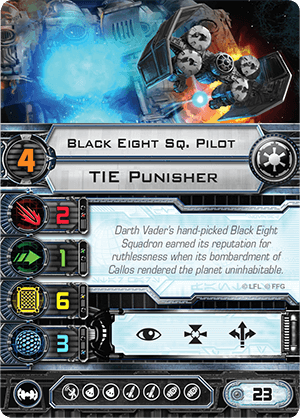 BLACK EIGHT SQ. PILOT
4
TIE PUNISHER
2
1
6
3
Darth Vader's hand-picked Black Eight
Squadron earned its reputation for
ruthlessness when its bombardment of
Callos rendered the planet uninhabitable.
©LFL ©FFG
23